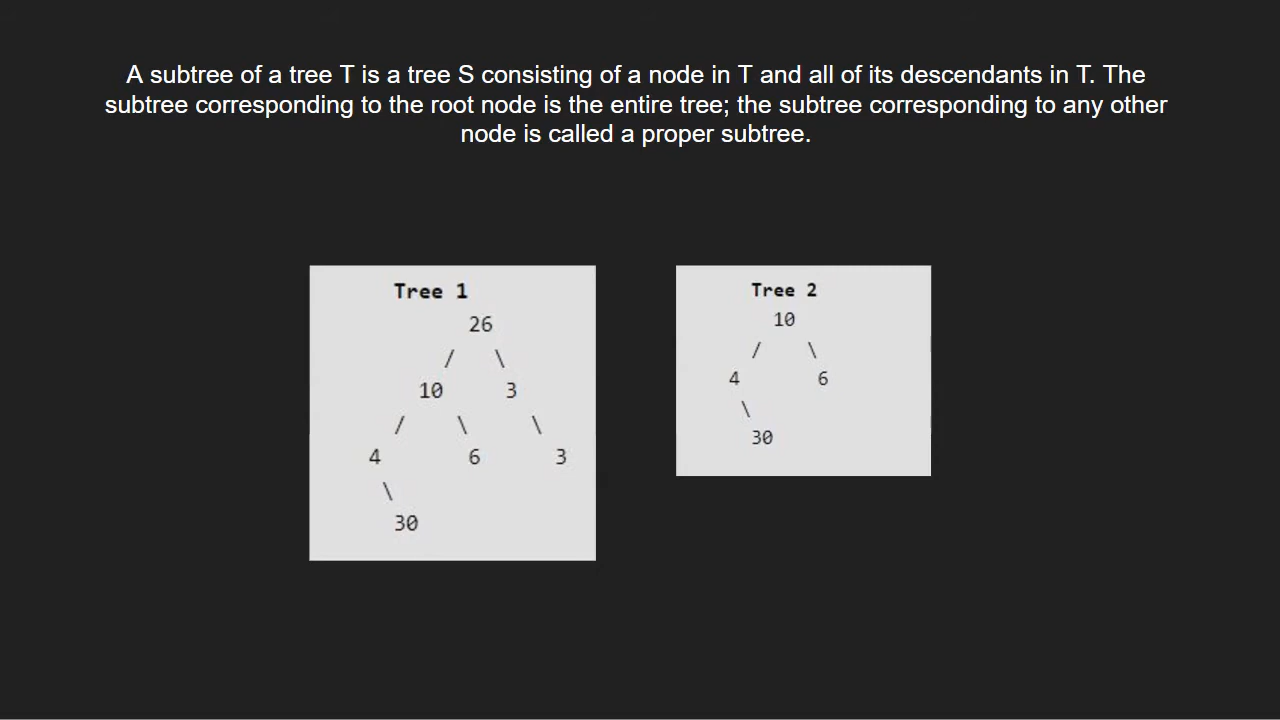 A subtree of a tree T is a tree S consisting of a node in T and all of its descendants in T. The
subtree corresponding to the root node is the entire tree; the subtree corresponding to any other
node is called a proper subtree.
Tree 1
26
/ \
10 3
/ \ \
4 6 3
\
30
Tree 2
10
/ \
4 6
\
30